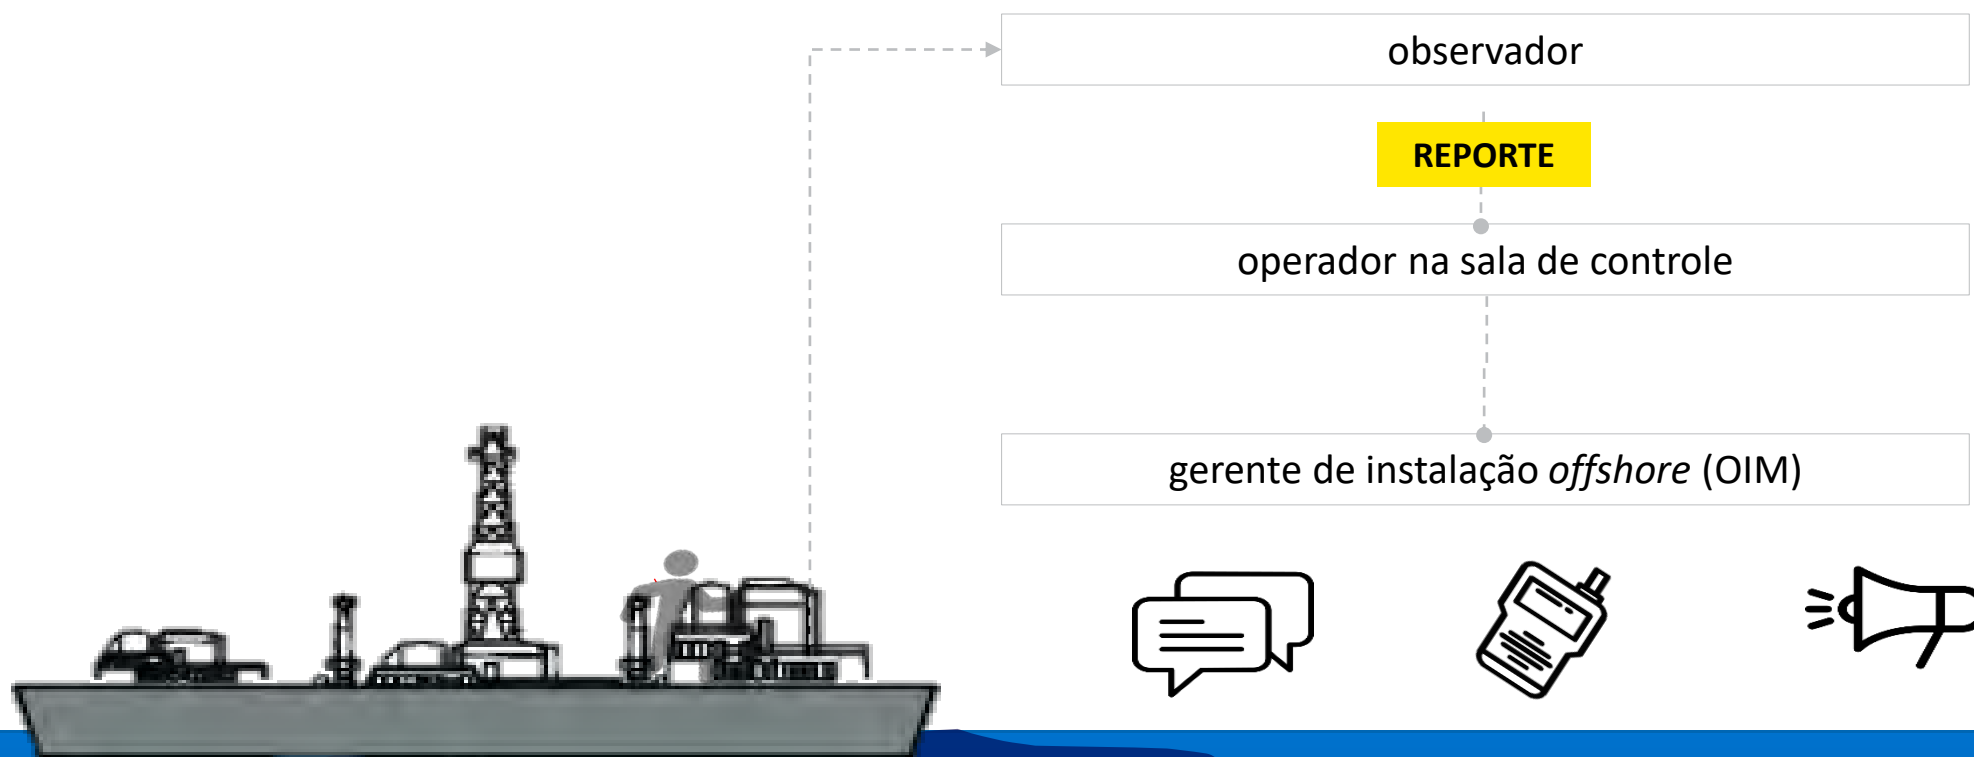 observador
REPORTE
operador na sala de controle
gerente de instalação offshore (OIM)